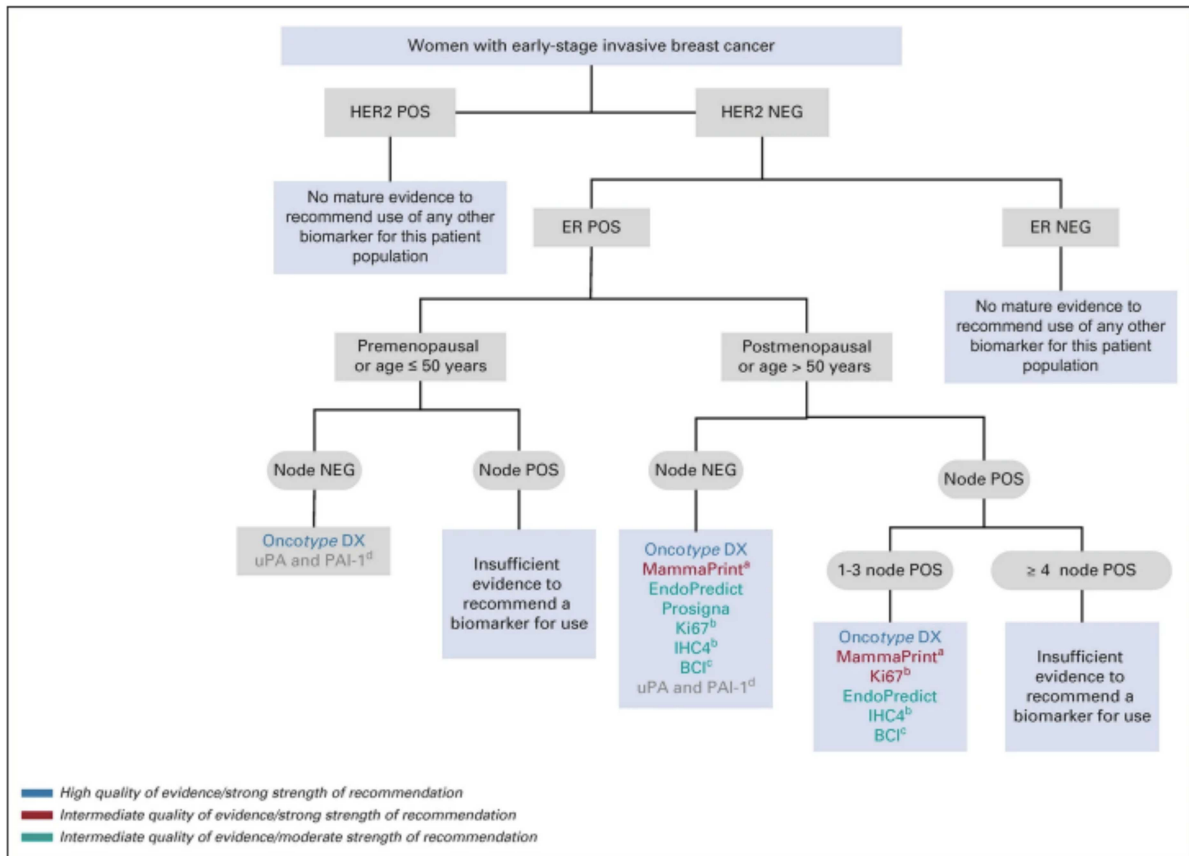 Women with early-stage invasive breast cancer
HER2 POS
HER2 NEG
No mature evidence to
recommend use of any other
biomarker for this patient
population
ER POS
ER NEG
No mature evidence to
recommend use of any other
biomarker for this patient
population
Premenopausal
or age ≤ 50 years
Postmenopausal
or age > 50 years
Node NEG
Node POS
Node NEG
Node POS
Oncotype DX
uPA and PAI-1ᵈ
Insufficient
evidence to
recommend a
biomarker for use
Oncotype DX
MammaPrintᵃ
EndoPredict
Prosigna
Ki67ᵇ
IHC4ᵇ
BCIᶜ
uPA and PAI-1ᵈ
1-3 node POS
≥ 4 node POS
Oncotype DX
MammaPrintᵃ
Ki67ᵇ
EndoPredict
IHC4ᵇ
BCIᶜ
Insufficient
evidence to
recommend a
biomarker for use
High quality of evidence/strong strength of recommendation
Intermediate quality of evidence/strong strength of recommendation
Intermediate quality of evidence/moderate strength of recommendation